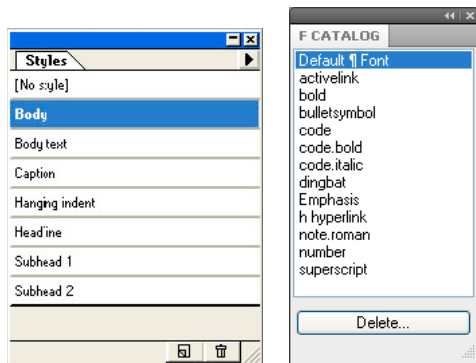 Styles
[No style]
Body
Body text
Caption
Hanging indent
Headline
Subhead 1
Subhead 2
F CATALOG
Default ¶ Font
activelink
bold
bulletsymbol
code
code.bold
code.italic
dingbat
Emphasis
h hyperlink
note.roman
number
superscript
Delete...